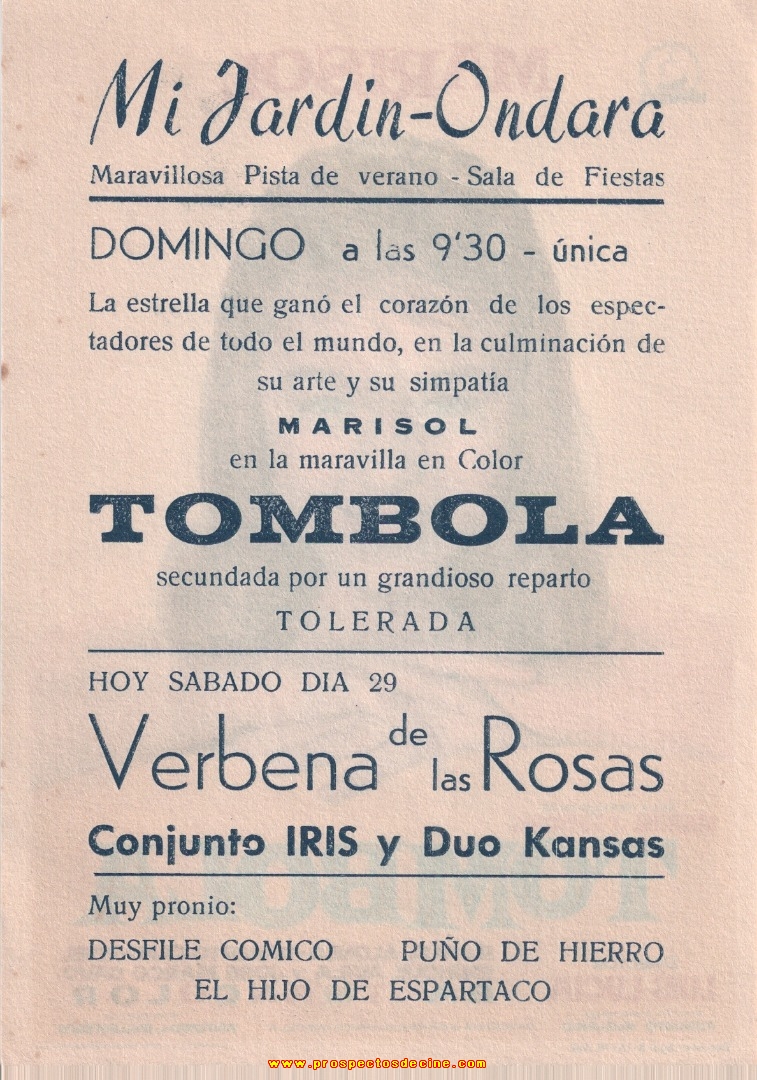 Mi Jardin-Ondara
Maravillosa Pista de verano - Sala de Fiestas
DOMINGO a las 9'30 - única
La estrella que ganó el corazón de los espec-
tadores de todo el mundo, en la culminación de
su arte y su simpatía
MARISOL
en la maravilla en Color
TOMBOLA
secundada por un grandioso reparto
TOLERADA
HOY SABADO DIA 29
Verbena de las Rosas
Conjunto IRIS y Duo Kansas
Muy pronio:
DESFILE COMICO PUÑO DE HIERRO
EL HIJO DE ESPARTACO
www.prospectosdecine.com